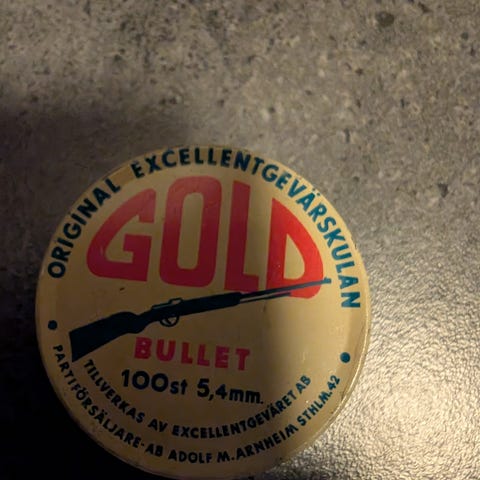 ORIGINAL EXCELLENTGEVÄRSKULAN
GOLD
BULLET
100st 5,4mm.
TILLVERKAS AV EXCELLENTGEVÄRET AB
PARTIFÖRSÄLJARE-AB ADOLF M. ARNHEIM STHLM.42